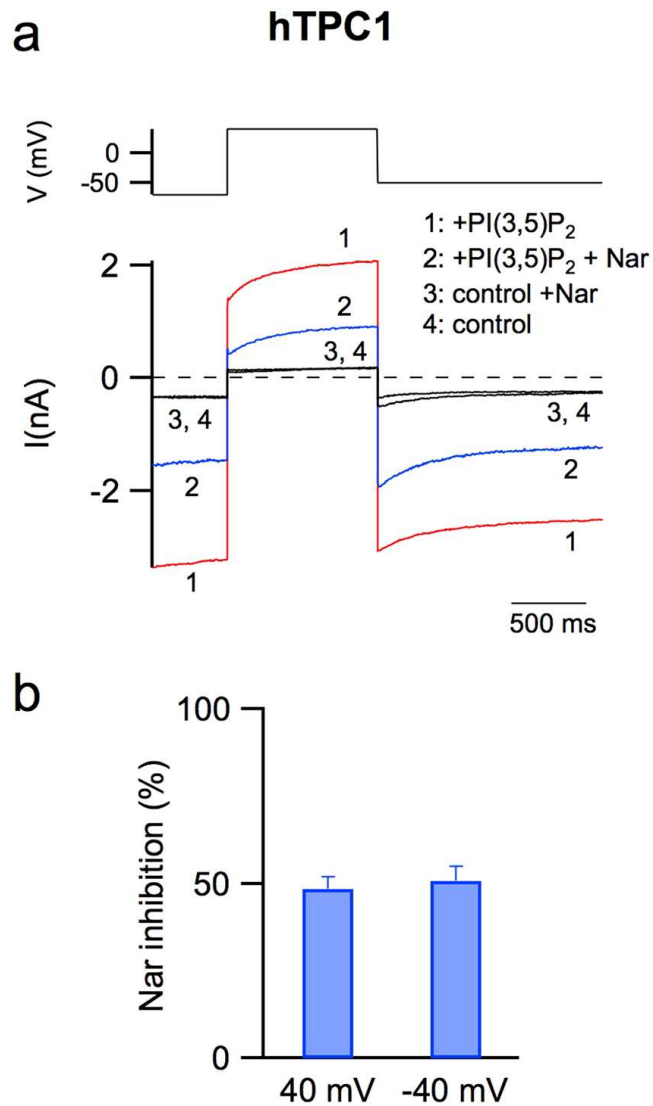 a
hTPC1
V (mV)
0
-50
1: +PI(3,5)P2
2: +PI(3,5)P2 + Nar
3: control +Nar
4: control
I(nA)
2
0
-2
1
2
3, 4
3, 4
2
1
3, 4
2
1
500 ms
b
Nar inhibition (%)
100
50
0
40 mV
-40 mV